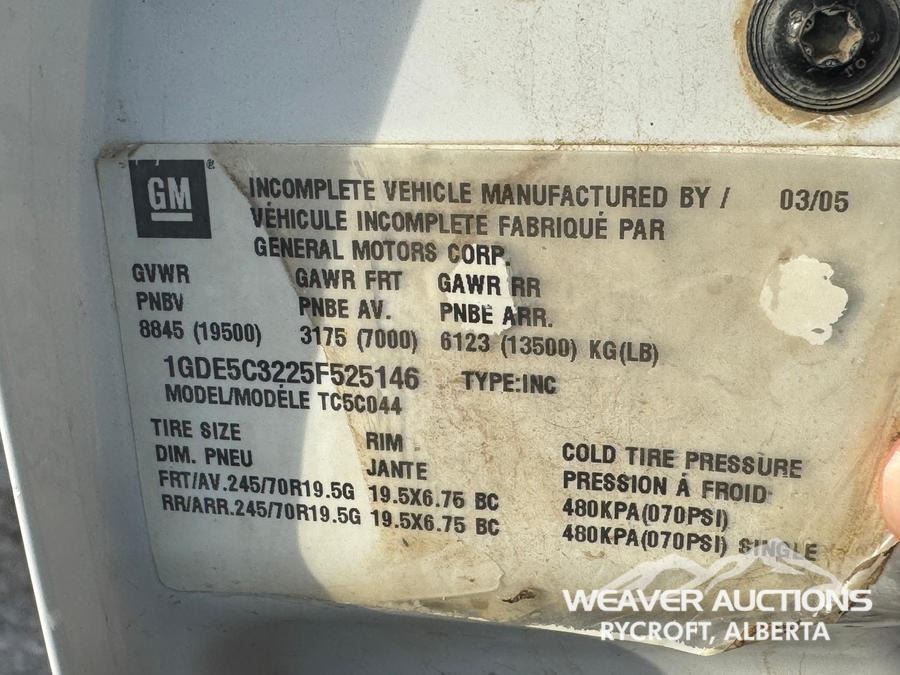 GM
INCOMPLETE VEHICLE MANUFACTURED BY / 03/05
VÉHICULE INCOMPLETE FABRIQUÉ PAR
GENERAL MOTORS CORP.
GVWR GAWR FRT GAWR RR
PNBV PNBE AV. PNBE ARR.
8845 (19500) 3175 (7000) 6123 (13500) KG(LB)
1GDE5C3225F525146 TYPE:INC
MODEL/MODÉLE TC5C044
TIRE SIZE RIM COLD TIRE PRESSURE
DIM. PNEU JANTE PRESSION À FROID
FRT/AV.245/70R19.5G 19.5X6.75 BC 480KPA(070PSI)
RR/ARR.245/70R19.5G 19.5X6.75 BC 480KPA(070PSI) SINGLE
WEAVER AUCTIONS
RYCROFT, ALBERTA